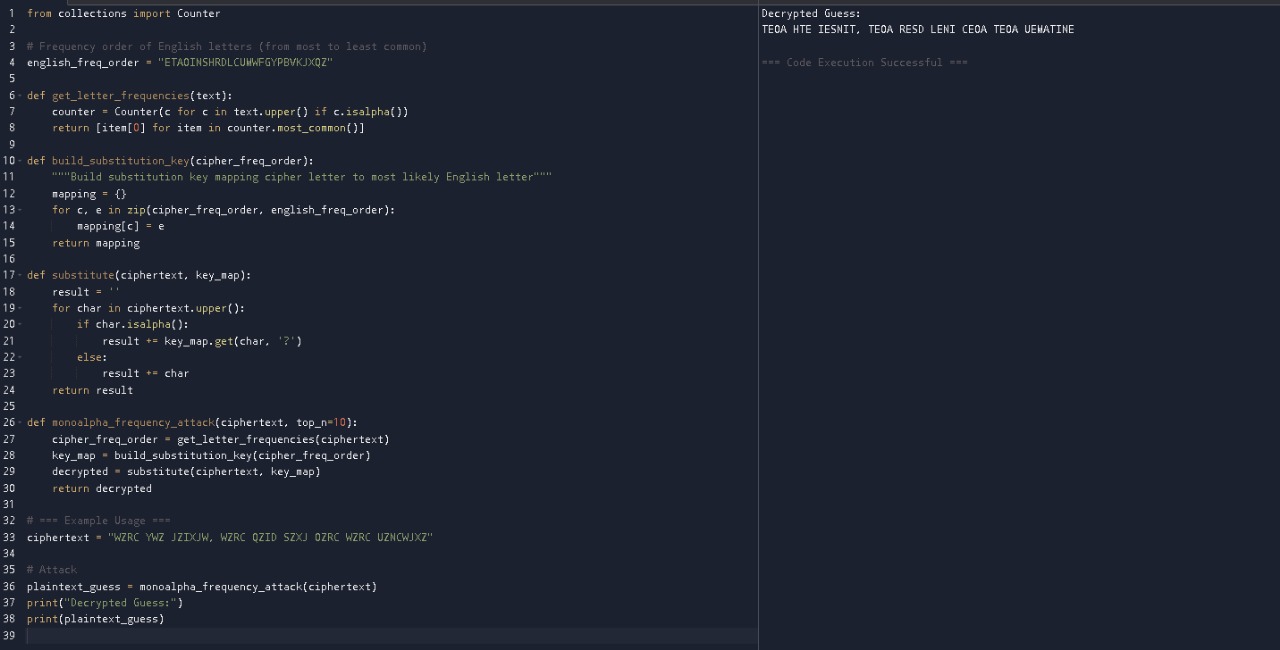 1 from collections import Counter
2
3 # Frequency order of English letters (from most to least common)
4 english_freq_order = "ETAOINSHRDLCUMWFGYPBVKJXQZ"
5
6 def get_letter_frequencies(text):
7     counter = Counter(c for c in text.upper() if c.isalpha())
8     return [item[0] for item in counter.most_common()]
9
10 def build_substitution_key(cipher_freq_order):
11     """Build substitution key mapping cipher letter to most likely English letter"""
12     mapping = {}
13     for c, e in zip(cipher_freq_order, english_freq_order):
14         mapping[c] = e
15     return mapping
16
17 def substitute(ciphertext, key_map):
18     result = ''
19     for char in ciphertext.upper():
20         if char.isalpha():
21             result += key_map.get(char, '?')
22         else:
23             result += char
24     return result
25
26 def monoalpha_frequency_attack(ciphertext, top_n=10):
27     cipher_freq_order = get_letter_frequencies(ciphertext)
28     key_map = build_substitution_key(cipher_freq_order)
29     decrypted = substitute(ciphertext, key_map)
30     return decrypted
31
32 # === Example Usage ===
33 ciphertext = "WZRC YWZ JZIXJW, WZRC QZID SZXJ OZRC WZRC UZNCWJXZ"
34
35 # Attack
36 plaintext_guess = monoalpha_frequency_attack(ciphertext)
37 print("Decrypted Guess:")
38 print(plaintext_guess)
39
Decrypted Guess:
TEOA HTE IESNIT, TEOA RESD LENI CEOA TEOA UEMATINE
=== Code Execution Successful ===